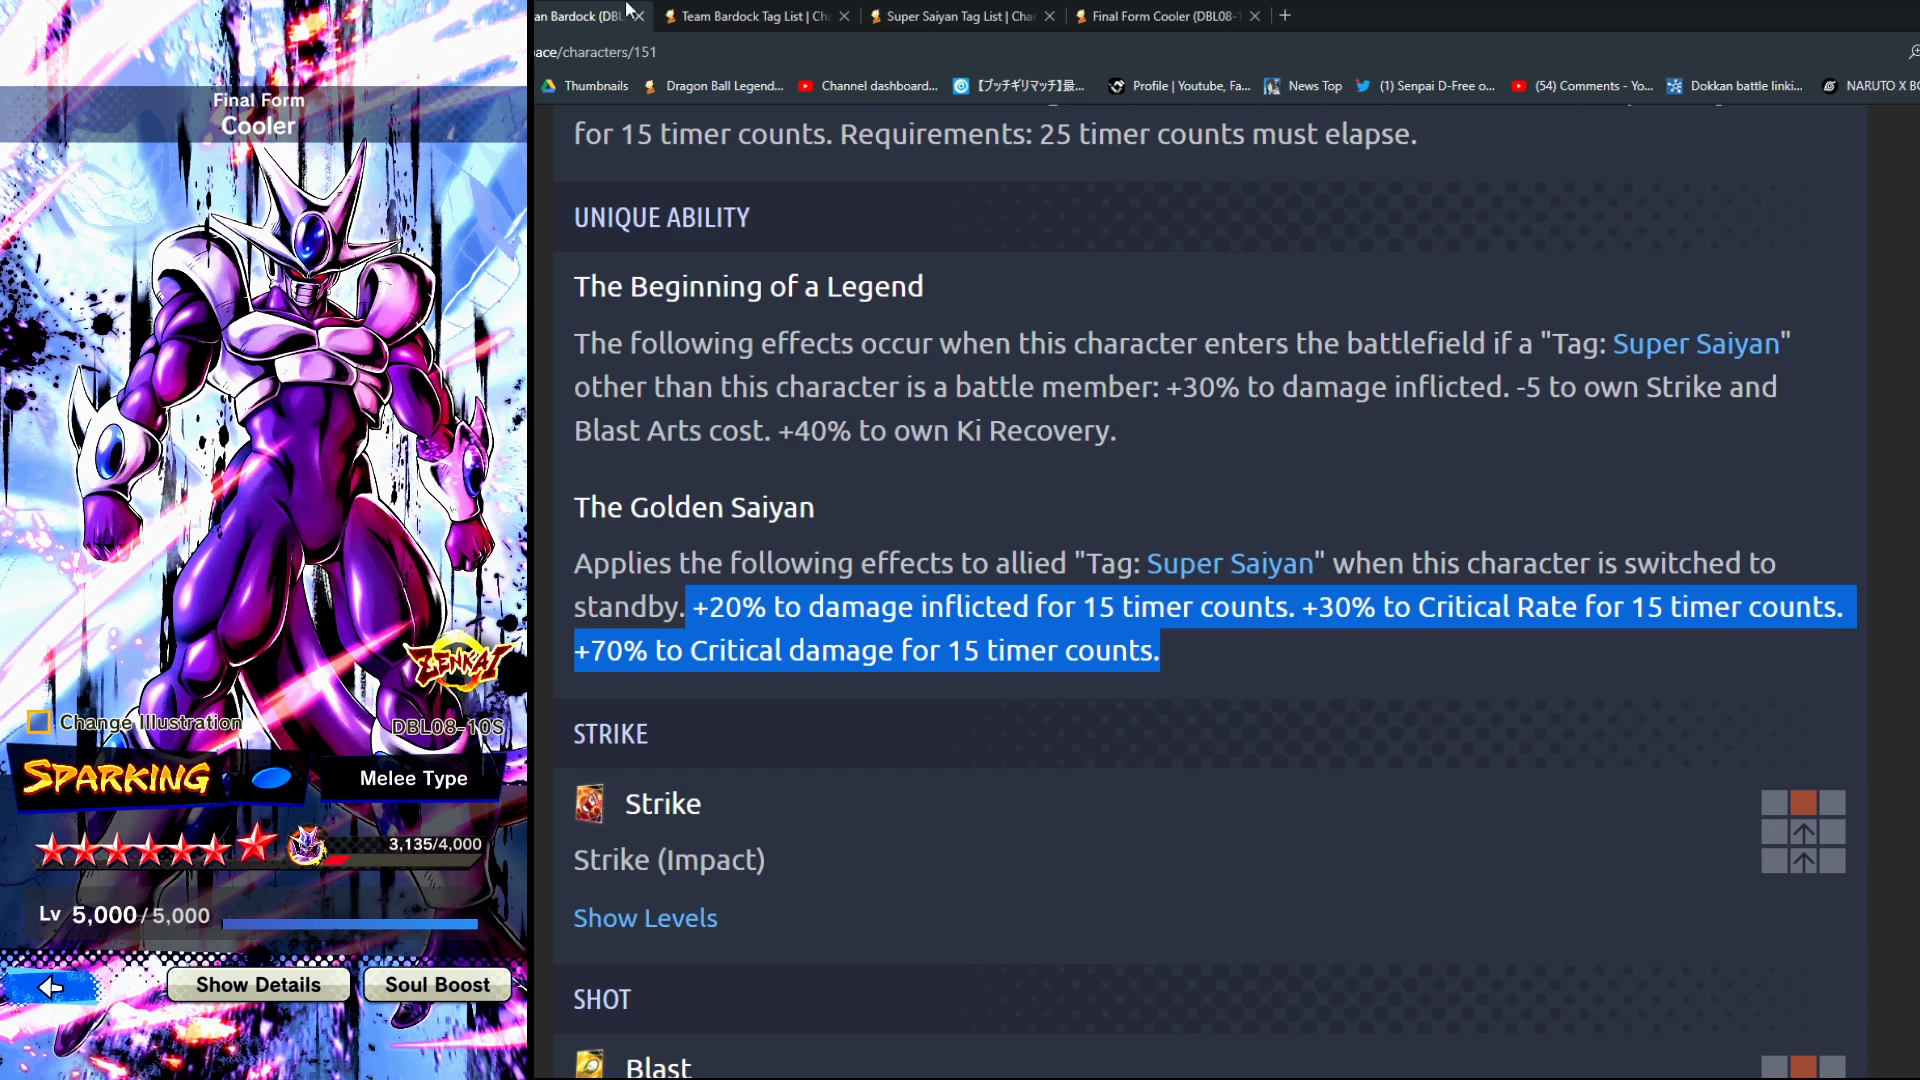 Final Form
Cooler
ZENKAI
Change Illustration
DBL08-10S
SPARKING
Melee Type
3,135/4,000
Lv 5,000/5,000
Show Details
Soul Boost
an Bardock (DBL
Team Bardock Tag List | Cha
Super Saiyan Tag List | Char
Final Form Cooler (DBL08-1
ace/characters/151
Thumbnails
Dragon Ball Legend...
Channel dashboard...
【ブッチギリマッチ】最...
Profile | Youtube, Fa...
News Top
(1) Senpai D-Free o...
(54) Comments - Yo...
Dokkan battle linki...
NARUTO X BO
for 15 timer counts. Requirements: 25 timer counts must elapse.
UNIQUE ABILITY
The Beginning of a Legend
The following effects occur when this character enters the battlefield if a "Tag: Super Saiyan"
other than this character is a battle member: +30% to damage inflicted. -5 to own Strike and
Blast Arts cost. +40% to own Ki Recovery.
The Golden Saiyan
Applies the following effects to allied "Tag: Super Saiyan" when this character is switched to
standby. +20% to damage inflicted for 15 timer counts. +30% to Critical Rate for 15 timer counts.
+70% to Critical damage for 15 timer counts.
STRIKE
Strike
Strike (Impact)
Show Levels
SHOT
Blast